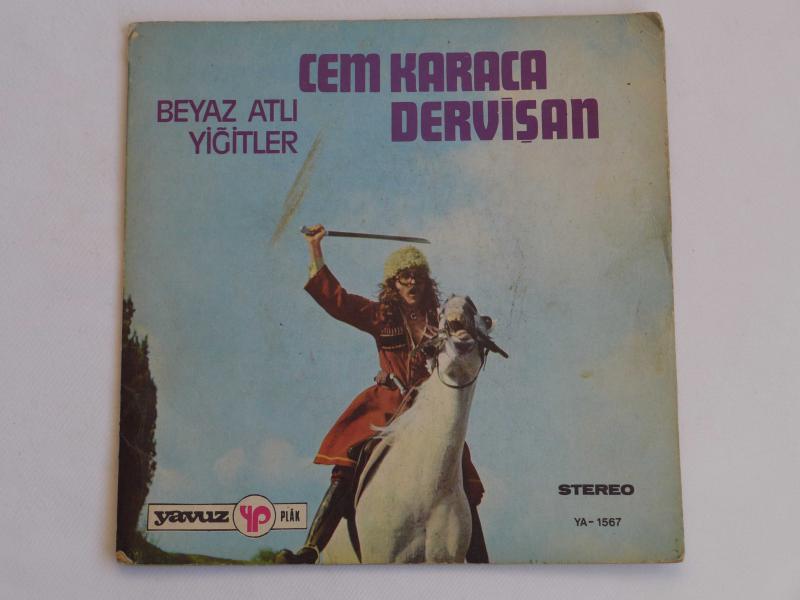 CEM KARACA
DERVİŞAN
BEYAZ ATLI
YİĞİTLER
yavuz YP PLÂK
STEREO
YA-1567